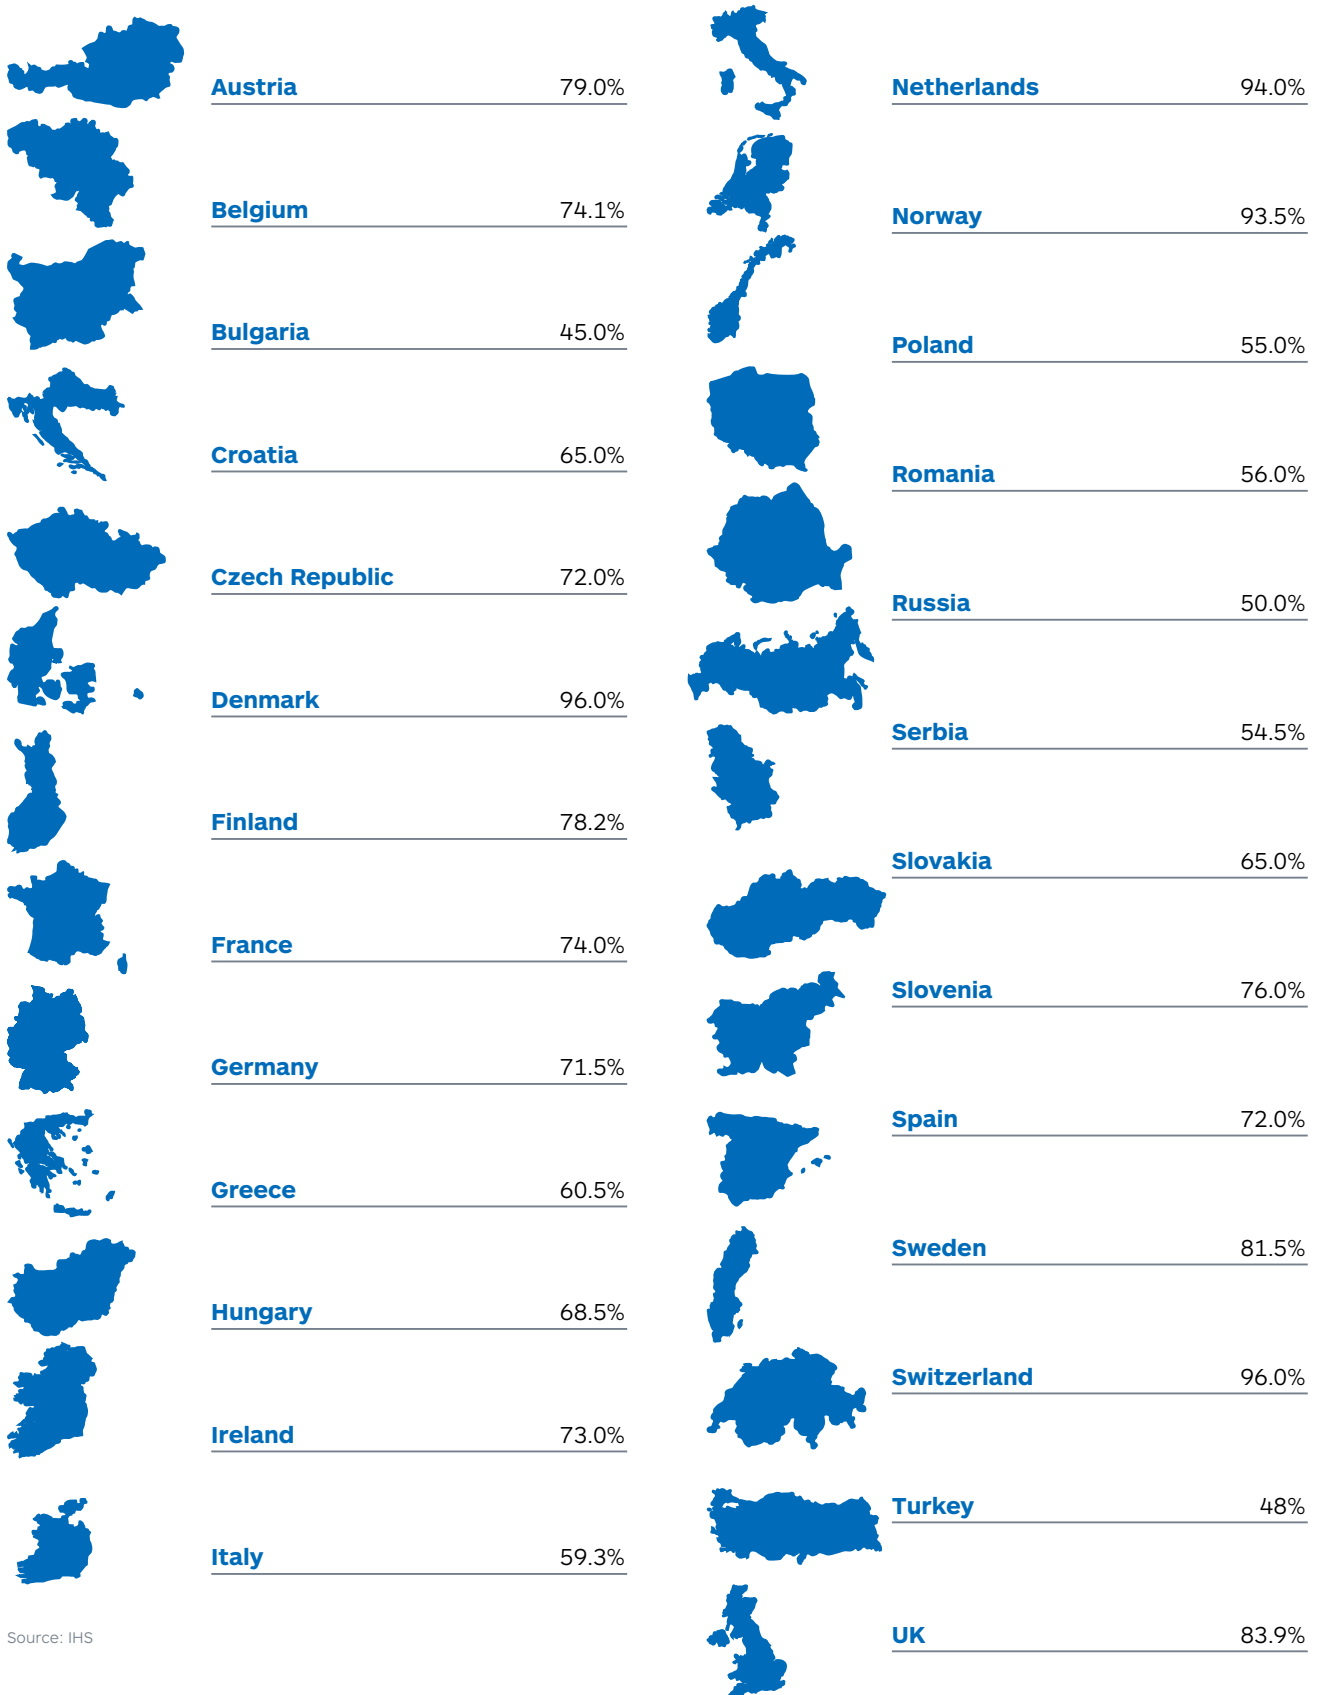 Austria 79.0%
Belgium 74.1%
Bulgaria 45.0%
Croatia 65.0%
Czech Republic 72.0%
Denmark 96.0%
Finland 78.2%
France 74.0%
Germany 71.5%
Greece 60.5%
Hungary 68.5%
Ireland 73.0%
Italy 59.3%
Source: IHS
Netherlands 94.0%
Norway 93.5%
Poland 55.0%
Romania 56.0%
Russia 50.0%
Serbia 54.5%
Slovakia 65.0%
Slovenia 76.0%
Spain 72.0%
Sweden 81.5%
Switzerland 96.0%
Turkey 48%
UK 83.9%